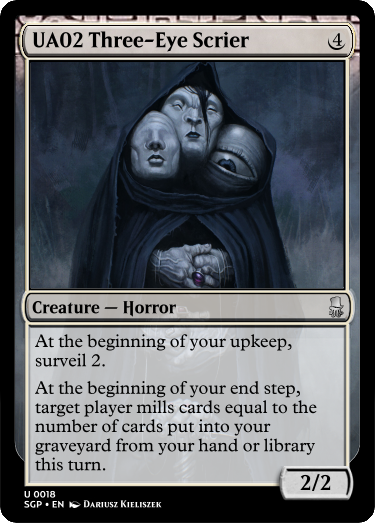 UA02 Three-Eye Scrier 4
Creature — Horror
At the beginning of your upkeep,
surveil 2.
At the beginning of your end step,
target player mills cards equal to the
number of cards put into your
graveyard from your hand or library
this turn.
2/2
U 0018
SGP • EN Dariusz Kieliszek